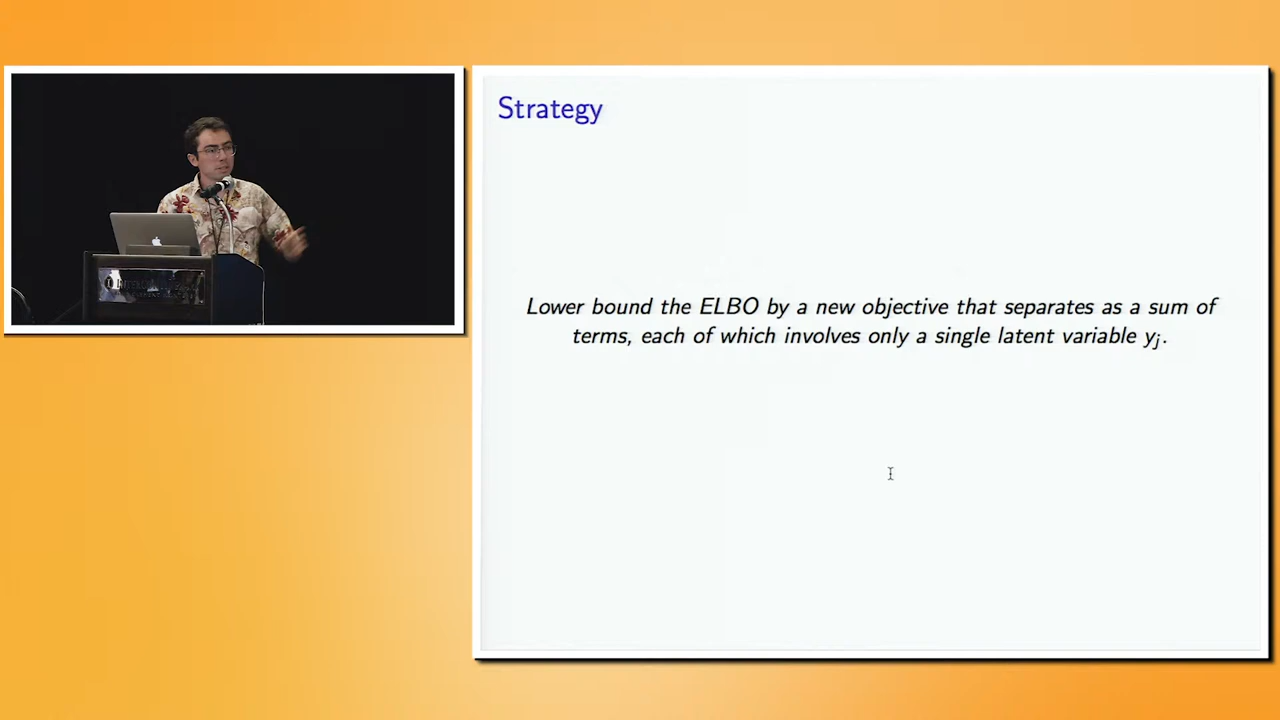 Strategy
Lower bound the ELBO by a new objective that separates as a sum of
terms, each of which involves only a single latent variable yj.